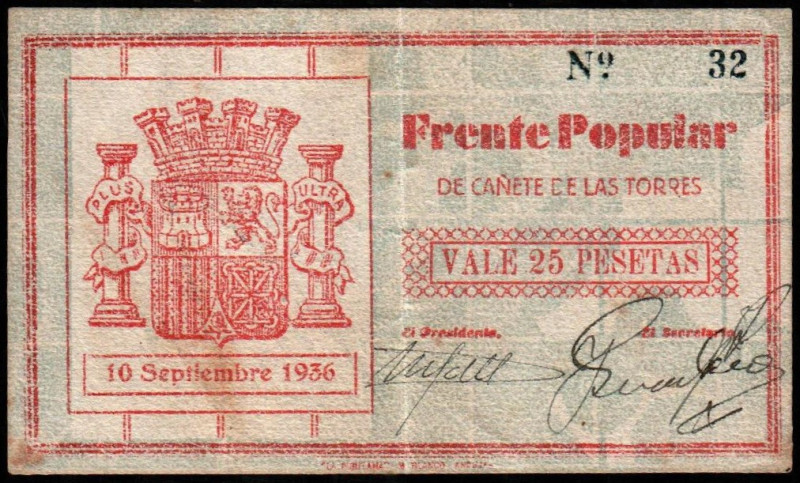 Nº 32
Frente Popular
DE CAÑETE DE LAS TORRES
VALE 25 PESETAS
PLUS ULTRA
El Presidente, El Secretario
10 Septiembre 1936